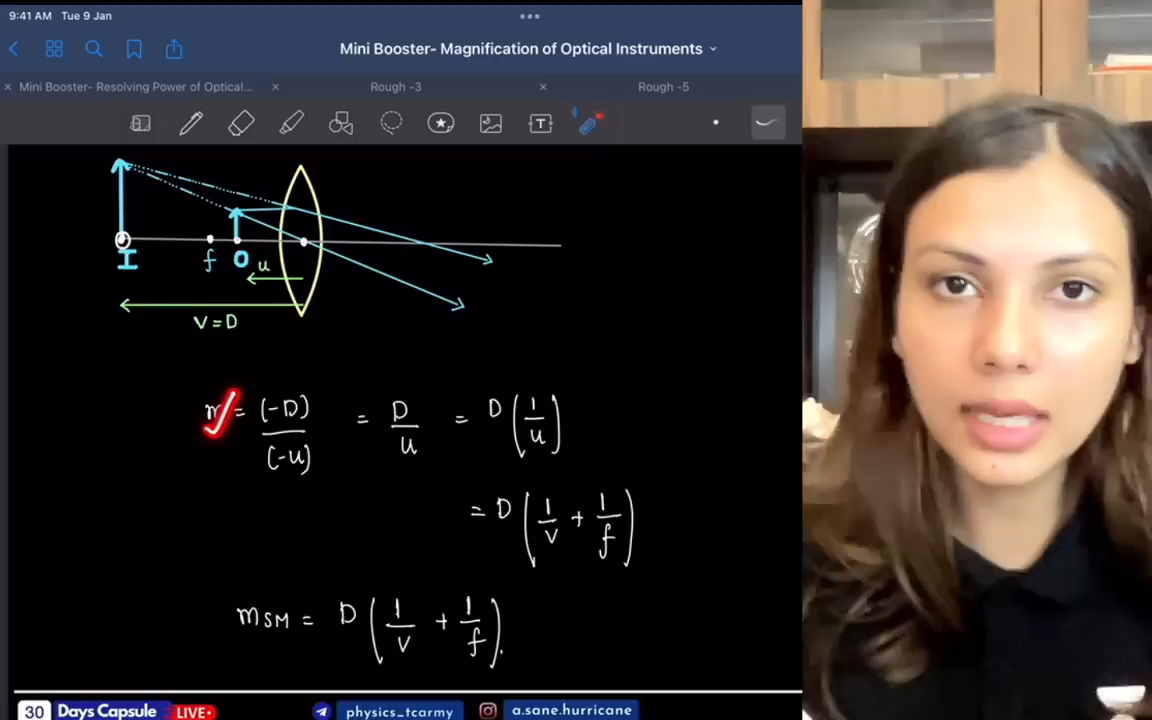 9:41 AM Tue 9 Jan
Mini Booster- Magnification of Optical Instruments
Mini Booster- Resolving Power of Optical...
Rough -3
Rough -5
T
I
f
O
u
V = D
m = (-D)/(-u) = D/u = D(1/u)
= D(1/v + 1/f)
mSM = D(1/v + 1/f).
30 Days Capsule LIVE
physics_tcarmy
a.sane.hurricane